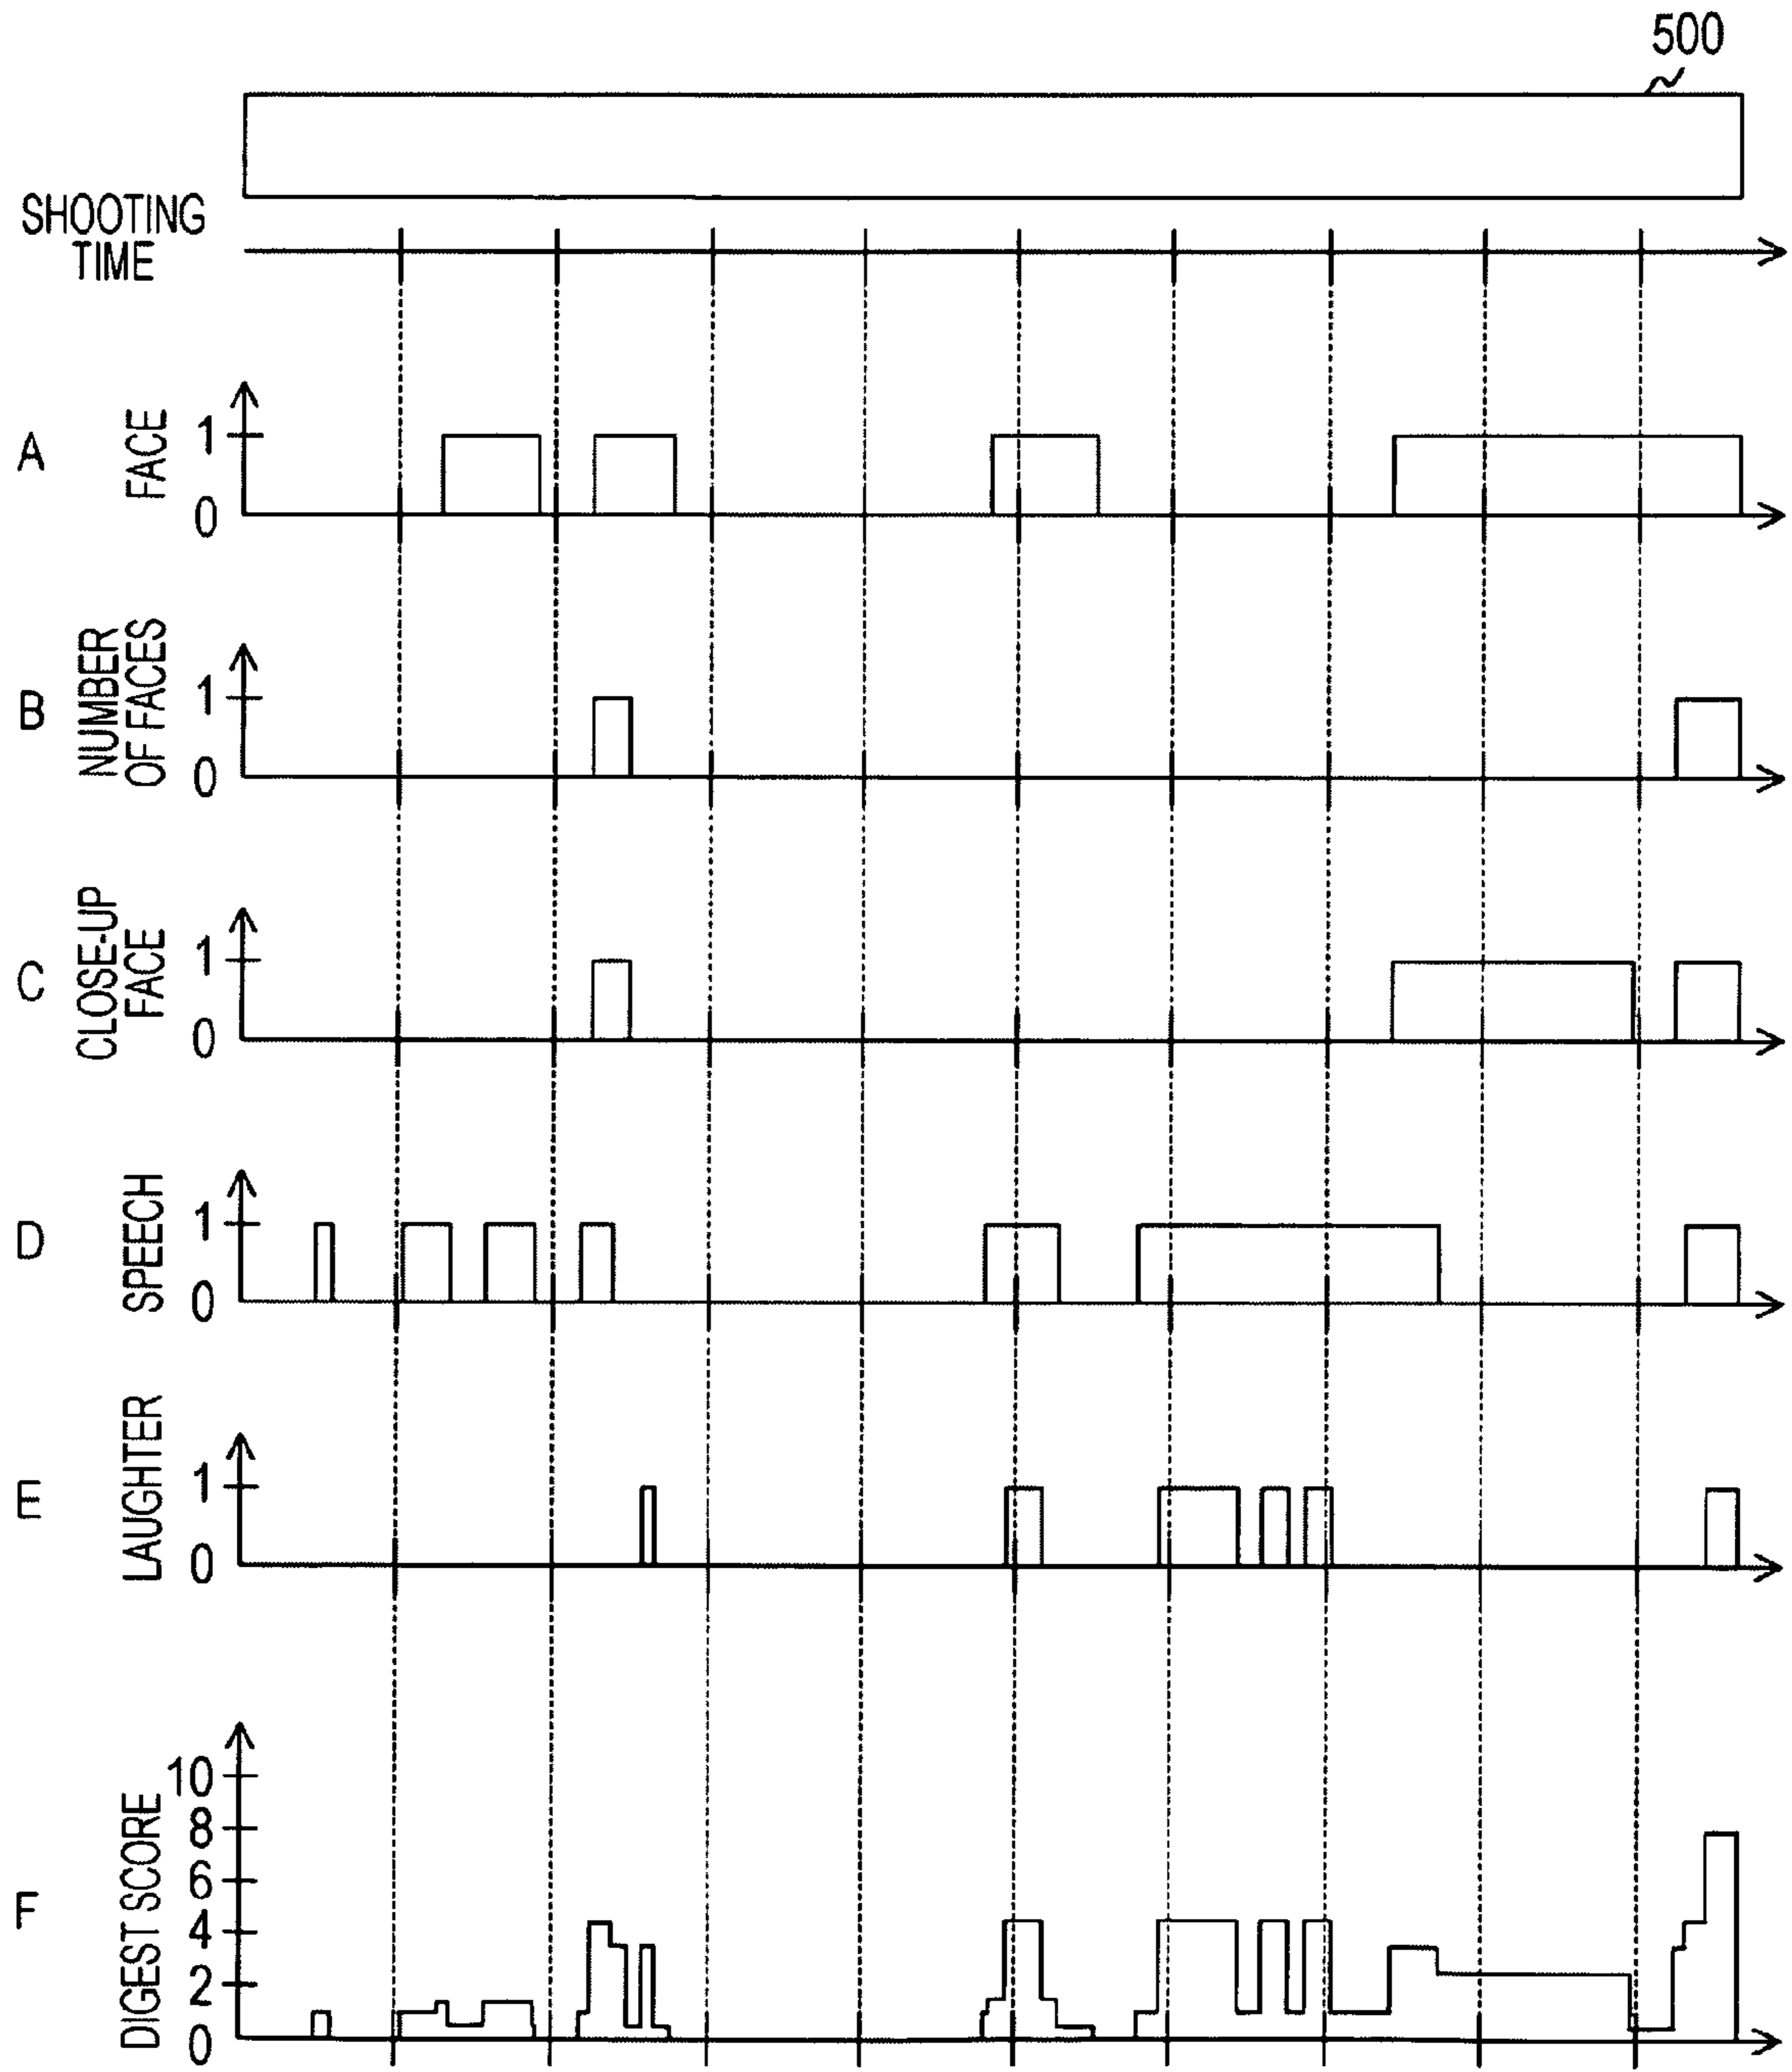 500
SHOOTING
TIME
A
FACE
1
0
B
NUMBER
OF FACES
1
0
C
CLOSE-UP
FACE
1
0
D
SPEECH
1
0
E
LAUGHTER
1
0
F
DIGEST SCORE
10
8
6
4
2
0